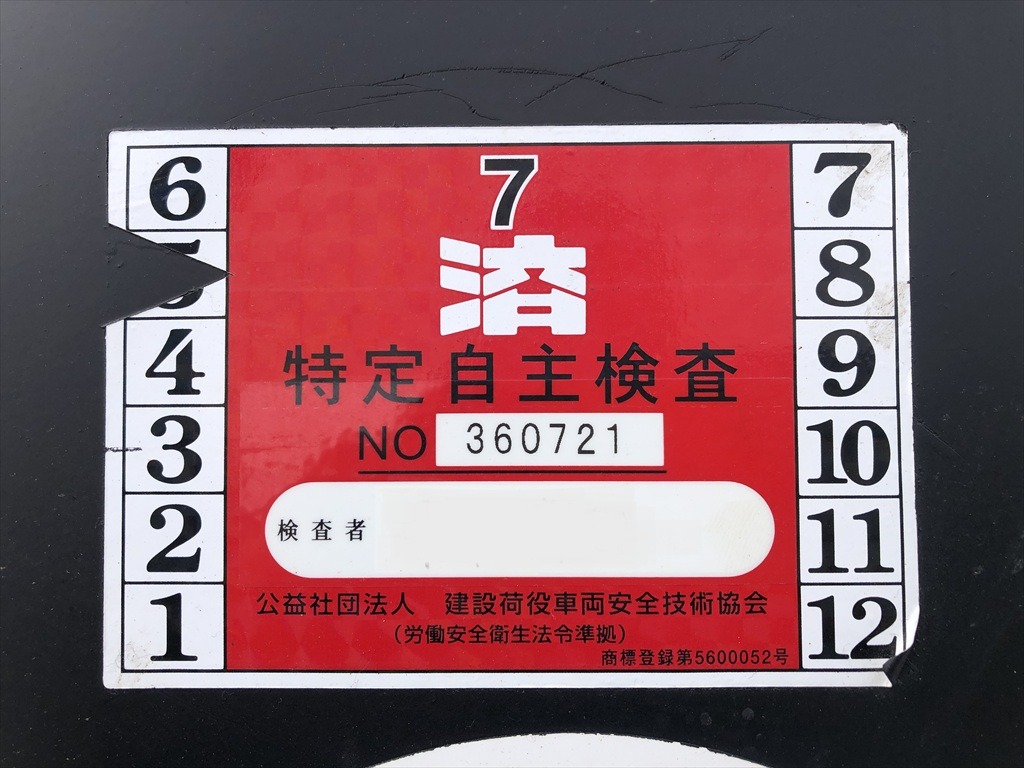 7
済
特定自主検査
NO 360721
検査者
公益社団法人 建設荷役車両安全技術協会
(労働安全衛生法令準拠)
商標登録第5600052号
6
4
3
2
1
7
8
9
10
11
12